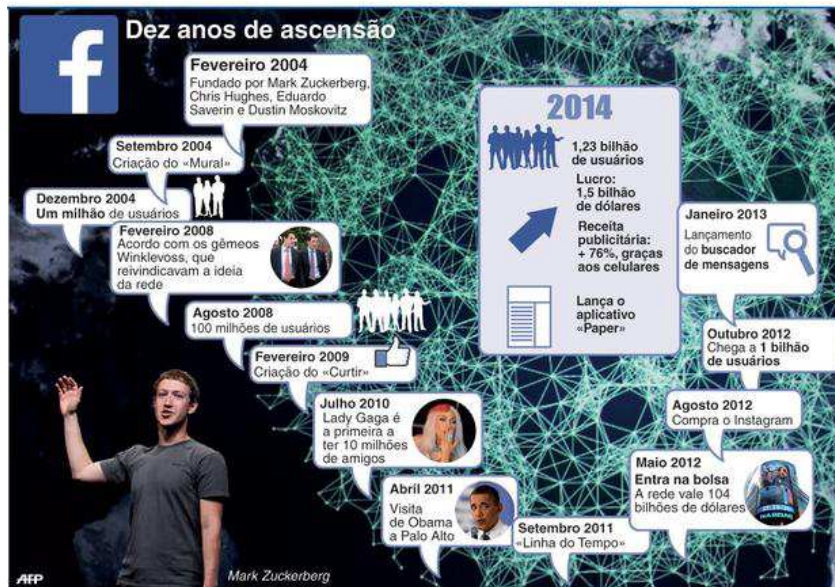 f
Dez anos de ascensão
Fevereiro 2004
Fundado por Mark Zuckerberg,
Chris Hughes, Eduardo
Saverin e Dustin Moskovitz
Setembro 2004
Criação do «Mural»
Dezembro 2004
Um milhão de usuários
Fevereiro 2008
Acordo com os gêmeos
Winklevoss, que
reivindicavam a ideia
da rede
Agosto 2008
100 milhões de usuários
Fevereiro 2009
Criação do «Curtir»
Julho 2010
Lady Gaga é
a primeira a
ter 10 milhões
de amigos
Abril 2011
Visita
de Obama
a Palo Alto
Setembro 2011
«Linha do Tempo»
Maio 2012
Entra na bolsa
A rede vale 104
bilhões de dólares
Agosto 2012
Compra o Instagram
Outubro 2012
Chega a 1 bilhão
de usuários
Janeiro 2013
Lançamento
do buscador
de mensagens
2014
1,23 bilhão
de usuários
Lucro:
1,5 bilhão
de dólares
Receita
publicitária:
+ 76%, graças
aos celulares
Lança o
aplicativo
«Paper»
AFP
Mark Zuckerberg